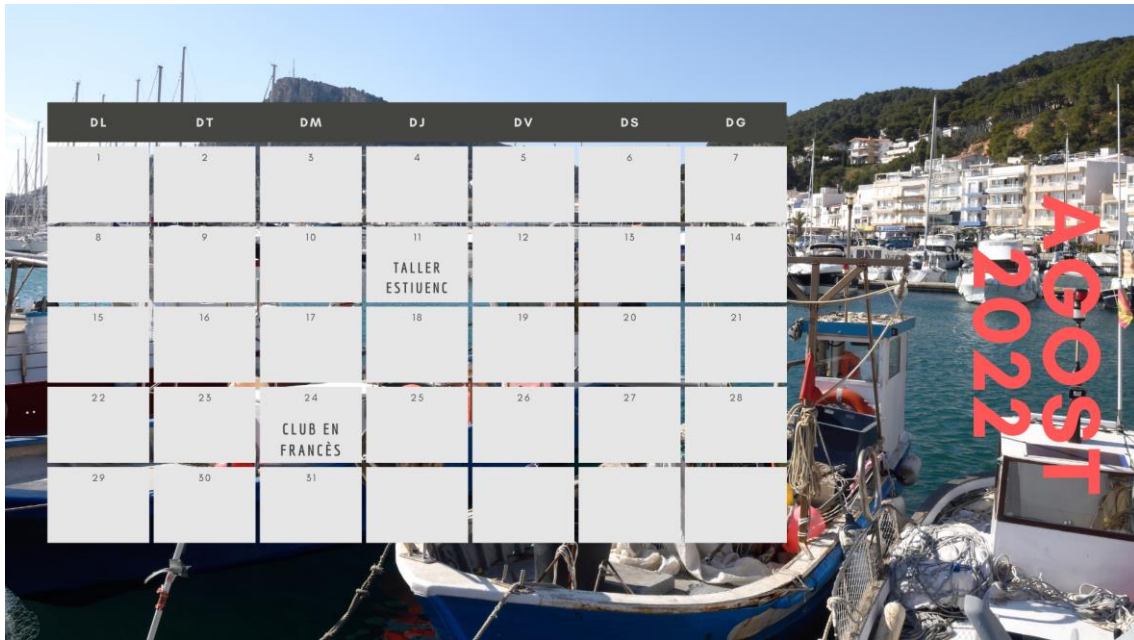 DL DT DM DJ DV DS DG
1 2 3 4 5 6 7
8 9 10 11 12 13 14
TALLER
ESTIUENC
15 16 17 18 19 20 21
22 23 24 25 26 27 28
CLUB EN
FRANCÈS
29 30 31
AGOST
2022